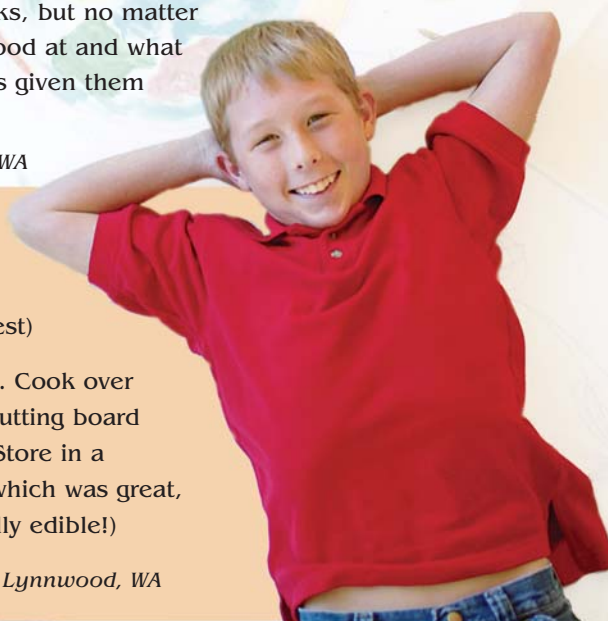 ks, but no matter
ood at and what
s given them
WA
est)
. Cook over
utting board
Store in a
which was great,
lly edible!)
Lynnwood, WA